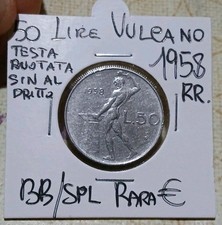 50 LIRE VULCANO
1958
TESTA
RUOTATA
SIN AL
DRITTO
RR.
1958
L.50
BB/SPL RARA €